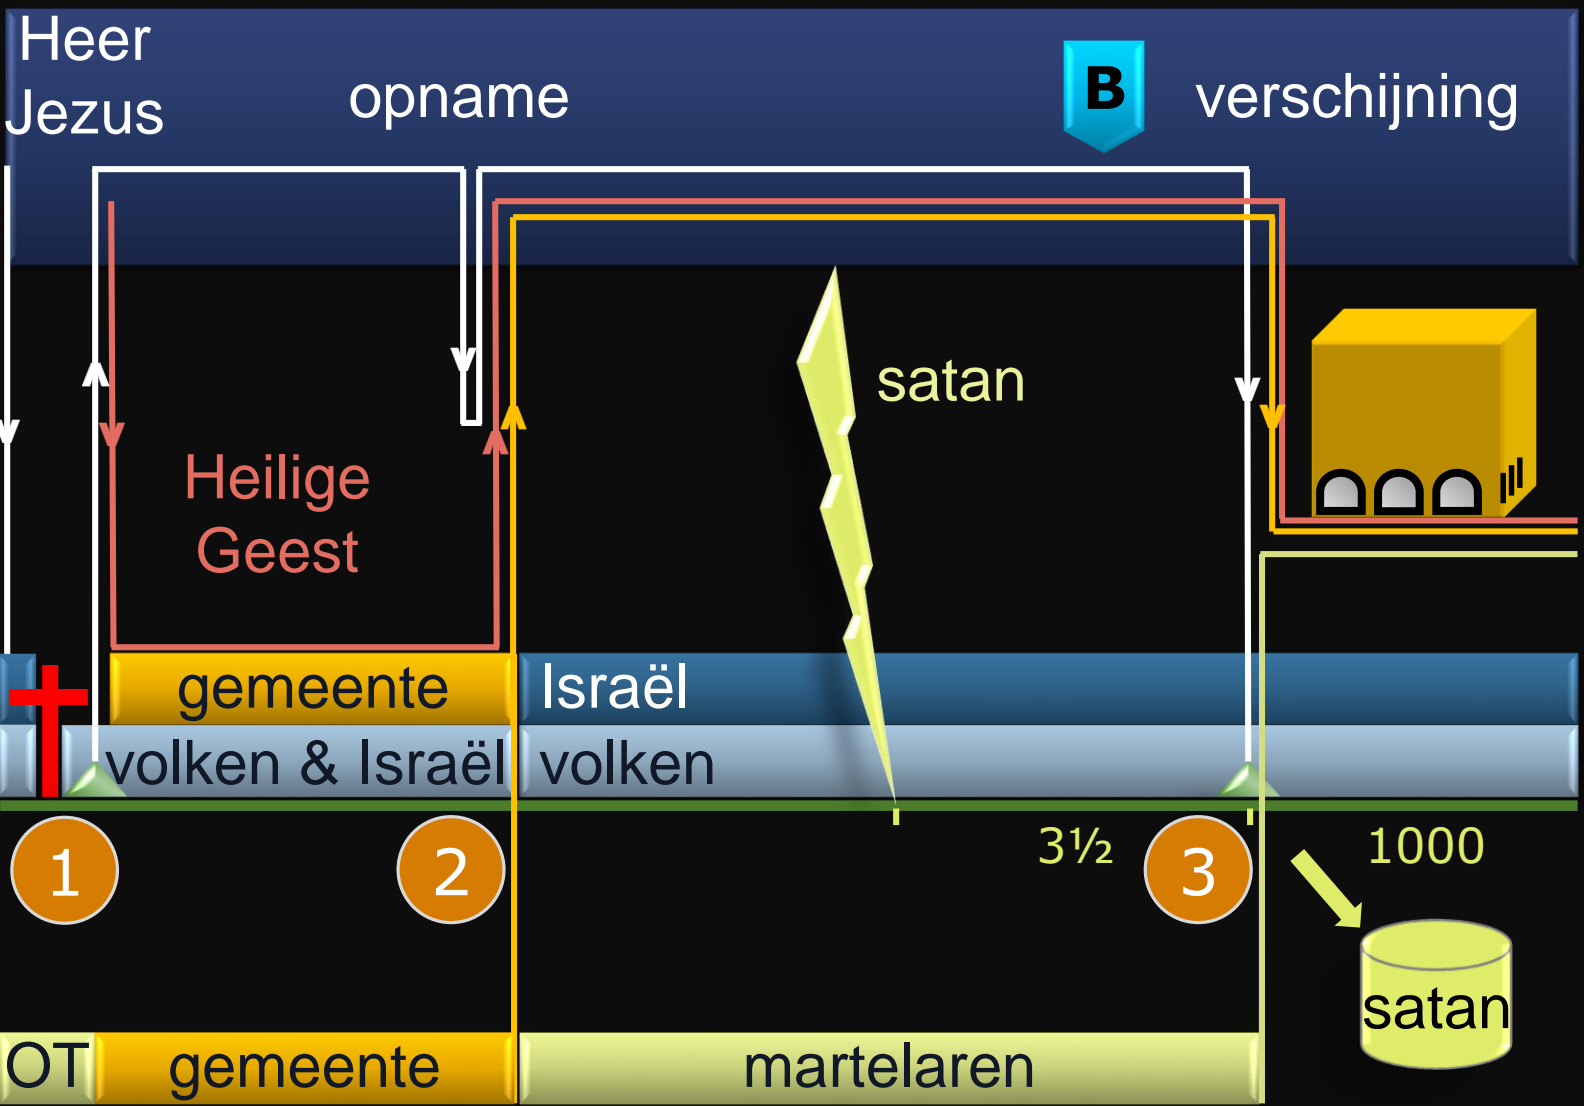 Heer
Jezus
opname
B
verschijning
satan
Heilige
Geest
gemeente
Israël
volken & Israël
volken
1
2
3½
3
1000
satan
OT
gemeente
martelaren